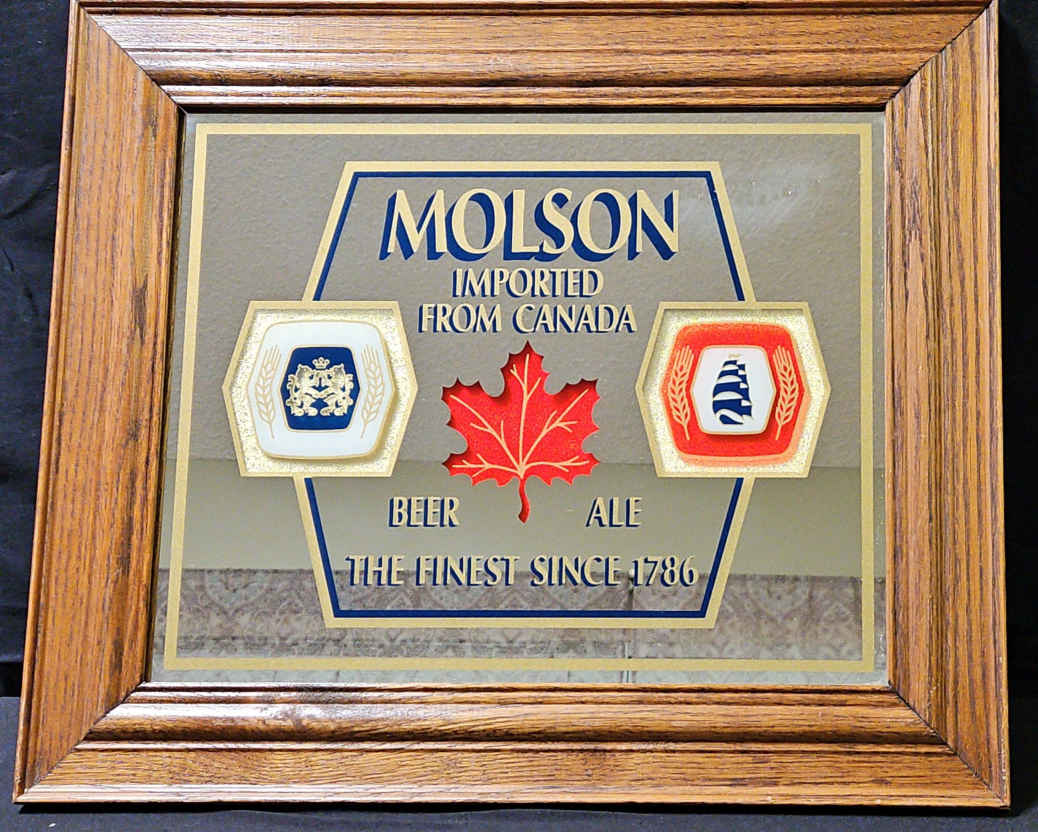 MOLSON
IMPORTED
FROM CANADA
BEER ALE
THE FINEST SINCE 1786